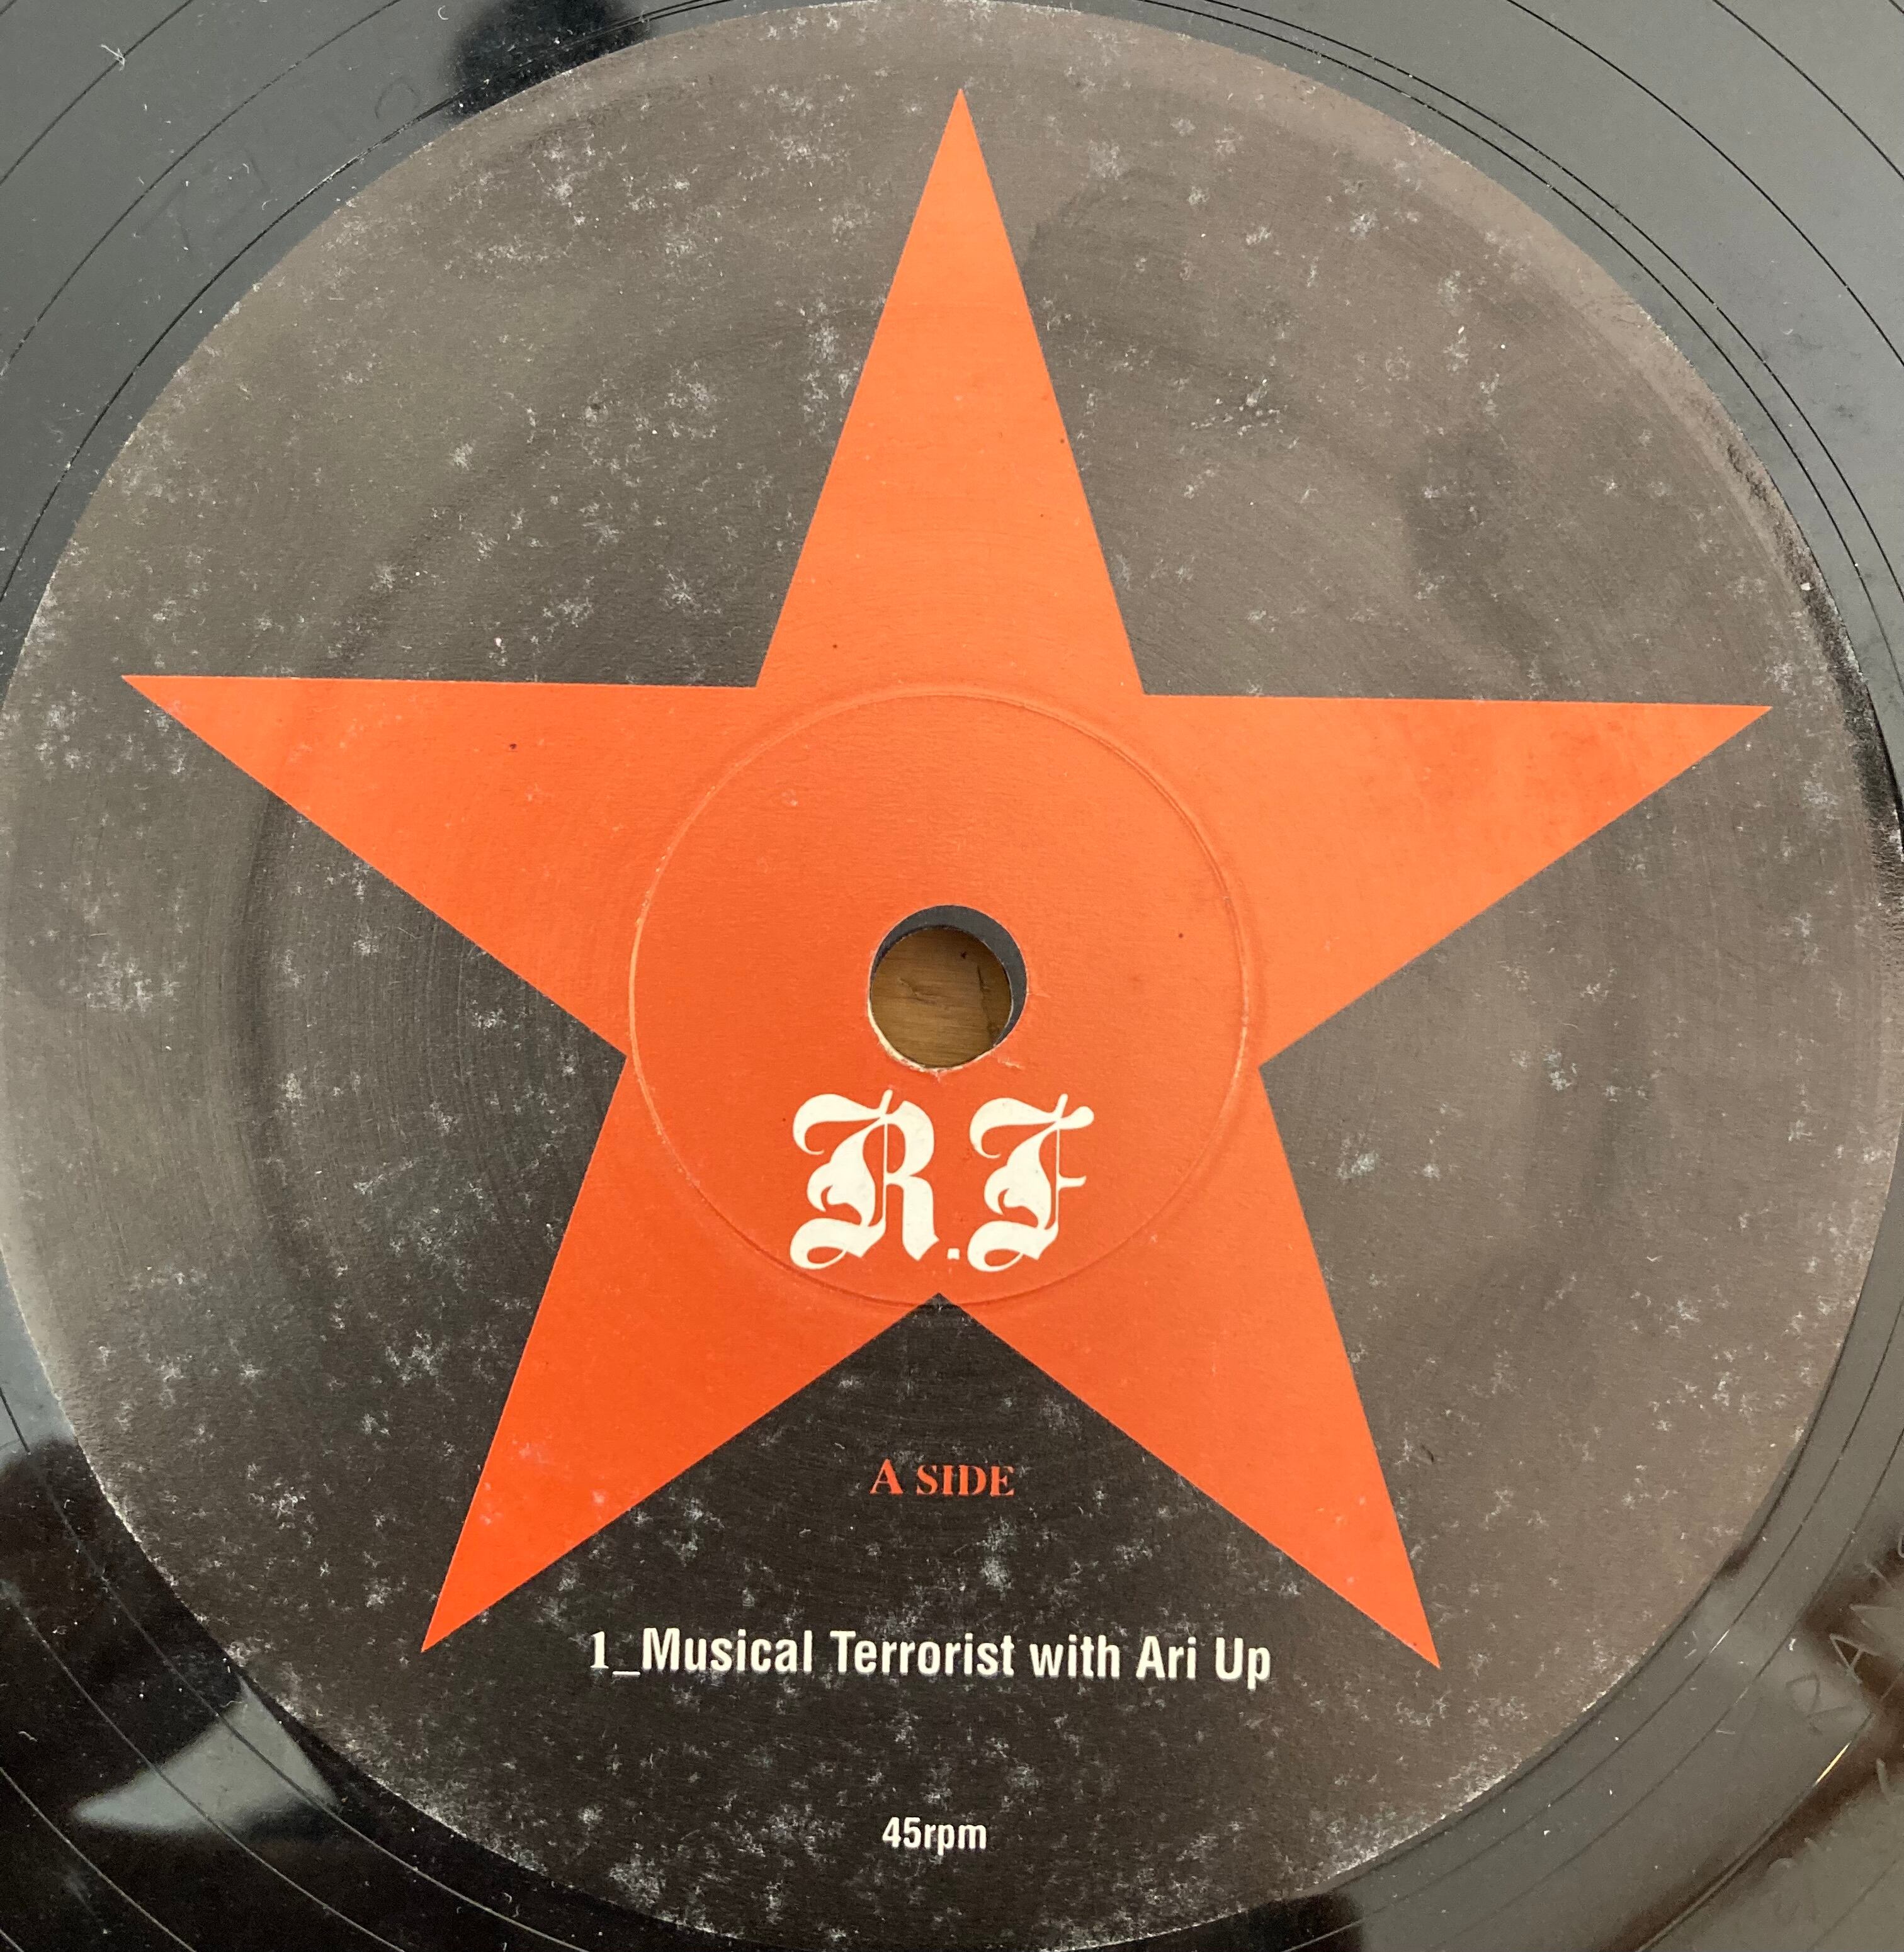 R.F
A SIDE
1_Musical Terrorist with Ari Up
45rpm